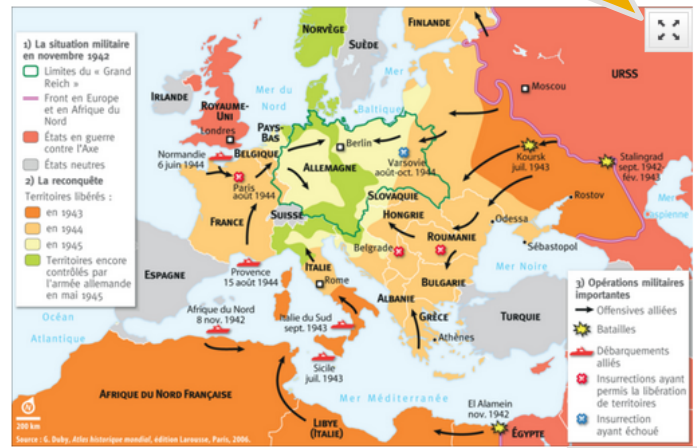 1) La situation militaire
en novembre 1942
Limites du « Grand
Reich »
Front en Europe
et en Afrique du
Nord
États en guerre
contre l'Axe
États neutres
2) La reconquête
Territoires libérés :
en 1943
en 1944
en 1945
Territoires encore
contrôlés par
l'armée allemande
en mai 1945
NORVÈGE
SUÈDE
FINLANDE
URSS
Moscou
IRLANDE
ROYAUME-
UNI
Londres
Mer du
Nord
Mer
Baltique
PAYS-
BAS
BELGIQUE
Berlin
ALLEMAGNE
Varsovie
août-oct. 1944
Koursk
juil. 1943
Stalingrad
sept. 1942-
fév. 1943
Normandie
6 juin 1944
Paris
août 1944
FRANCE
SUISSE
SLOVAQUIE
HONGRIE
ROUMANIE
Odessa
Rostov
Sébastopol
Mer
Caspienne
Mer Noire
Belgrade
BULGARIE
ITALIE
Rome
ALBANIE
GRÈCE
Athènes
TURQUIE
ESPAGNE
Provence
15 août 1944
Océan
Atlantique
Afrique du Nord
8 nov. 1942
Italie du Sud
sept. 1943
Sicile
juil. 1943
Mer Méditerranée
AFRIQUE DU NORD FRANÇAISE
LIBYE
(ITALIE)
El Alamein
nov. 1942
ÉGYPTE
3) Opérations militaires
importantes
Offensives alliées
Batailles
Débarquements
alliés
Insurrections ayant
permis la libération
de territoires
Insurrection
ayant échoué
N
200 km
Source : G. Duby, Atlas historique mondial, édition Larousse, Paris, 2006.